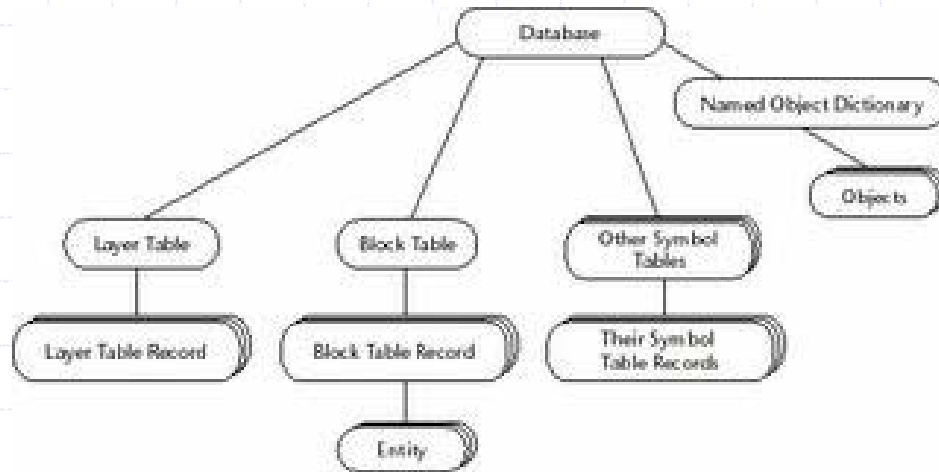 Database
Named Object Dictionary
Objects
Layer Table
Block Table
Other Symbol
Tables
Layer Table Record
Block Table Record
Their Symbol
Table Records
Entity